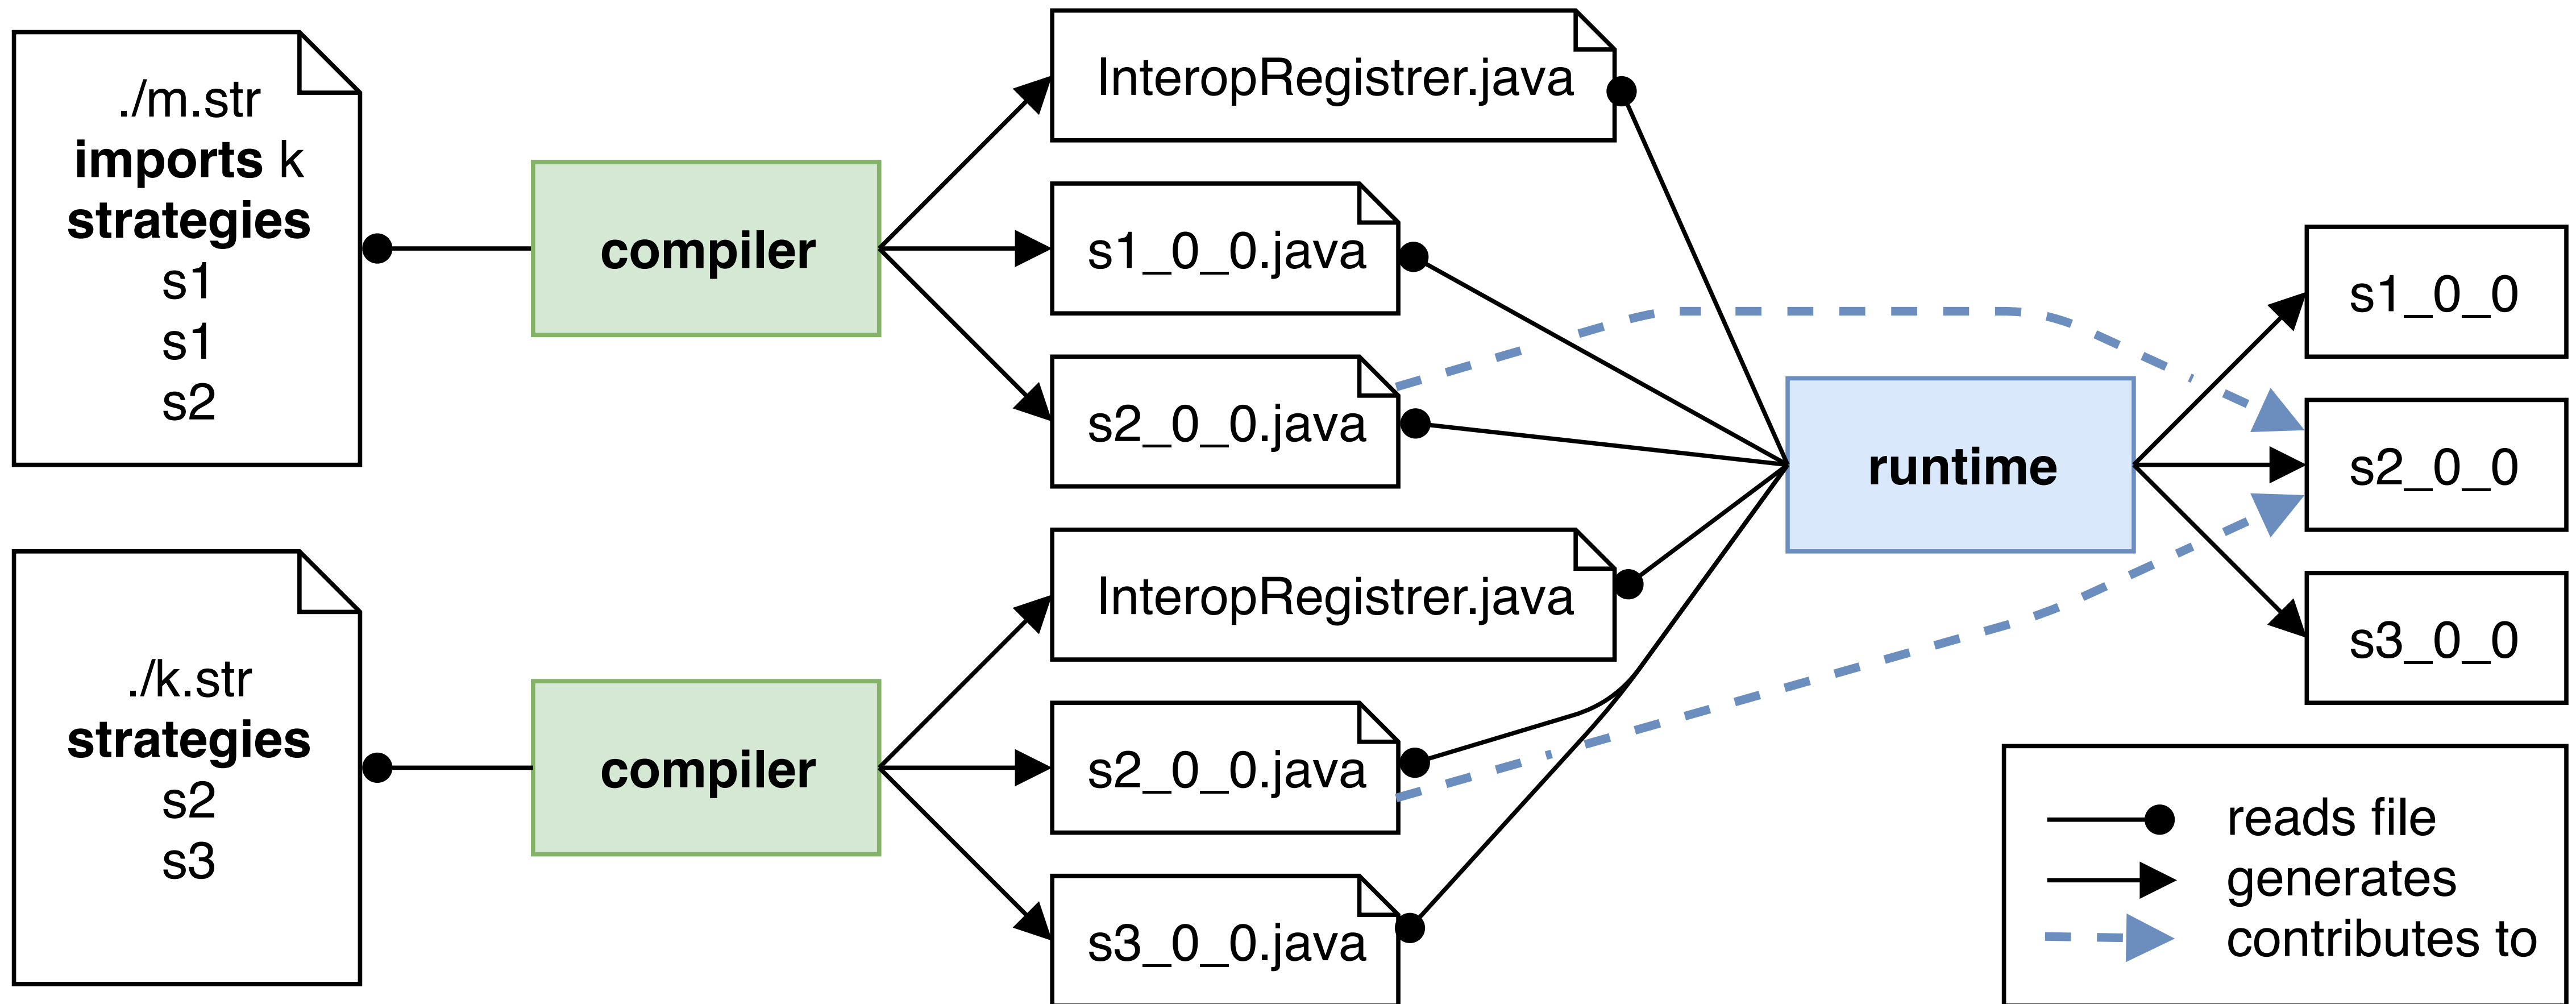 ./m.str
imports k
strategies
s1
s1
s2
compiler
InteropRegistrer.java
s1_0_0.java
s2_0_0.java
./k.str
strategies
s2
s3
compiler
InteropRegistrer.java
s2_0_0.java
s3_0_0.java
runtime
s1_0_0
s2_0_0
s3_0_0
reads file
generates
contributes to